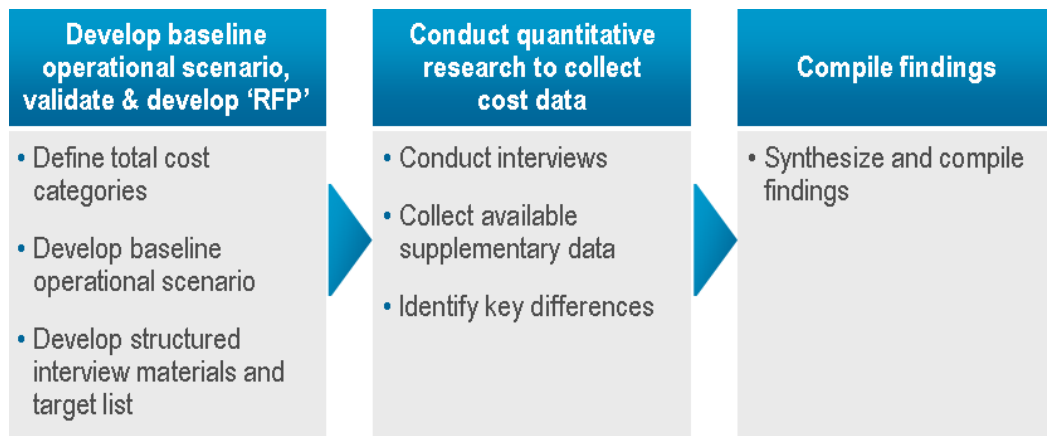 Develop baseline
operational scenario,
validate & develop ‘RFP’
• Define total cost
categories
• Develop baseline
operational scenario
• Develop structured
interview materials and
target list
Conduct quantitative
research to collect
cost data
• Conduct interviews
• Collect available
supplementary data
• Identify key differences
Compile findings
• Synthesize and compile
findings